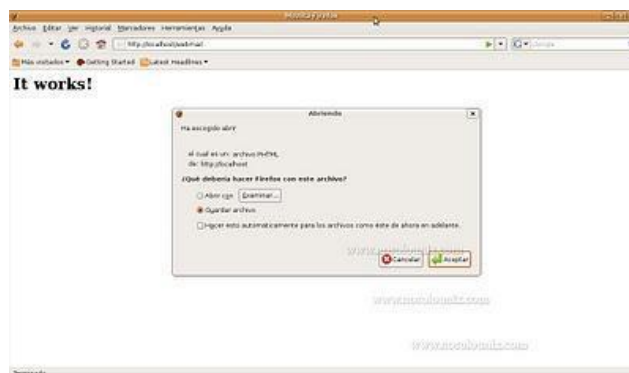 Mozilla Firefox
Archivo Editar Ver Historial Marcadores Herramientas Ayuda
http://localhost/webmail
Más visitados Getting Started Latest Headlines
It works!
Abriendo
Ha escogido abrir
el cual es un: archivo PHTML
de: http://localhost
¿Qué debería hacer Firefox con este archivo?
Abrir con Examinar...
Guardar archivo
Hacer esto automáticamente para los archivos como éste de ahora en adelante.
Cancelar Aceptar